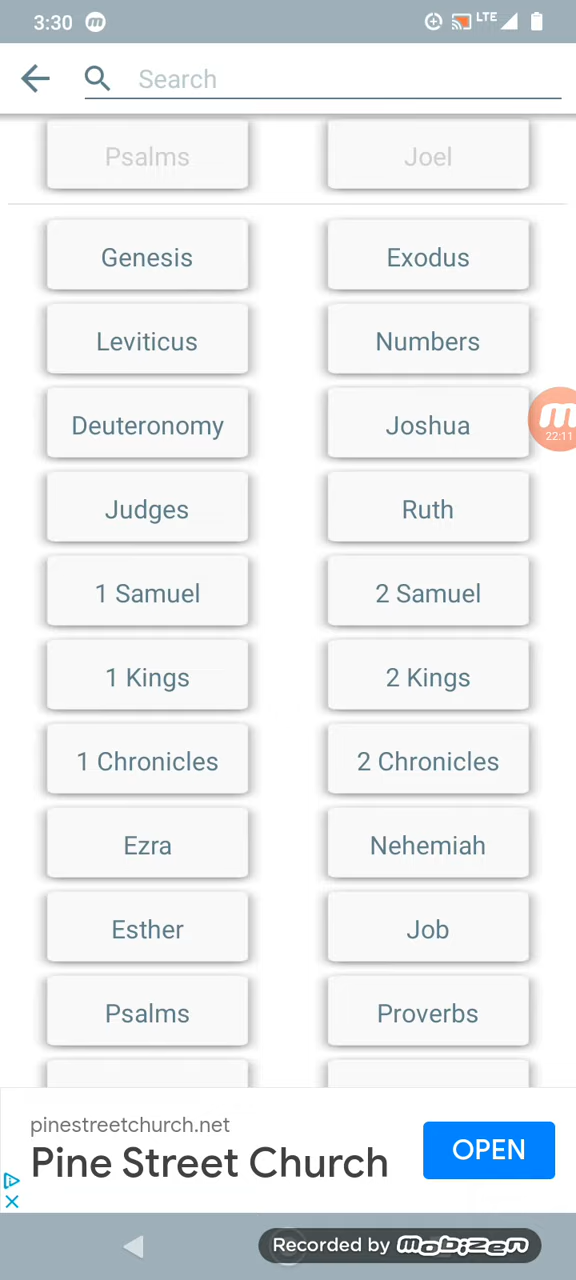 3:30 m LTE
Search
Psalms Joel
Genesis Exodus
Leviticus Numbers
Deuteronomy Joshua
m
22:11
Judges Ruth
1 Samuel 2 Samuel
1 Kings 2 Kings
1 Chronicles 2 Chronicles
Ezra Nehemiah
Esther Job
Psalms Proverbs
pinestreetchurch.net
Pine Street Church OPEN
Recorded by mobizen